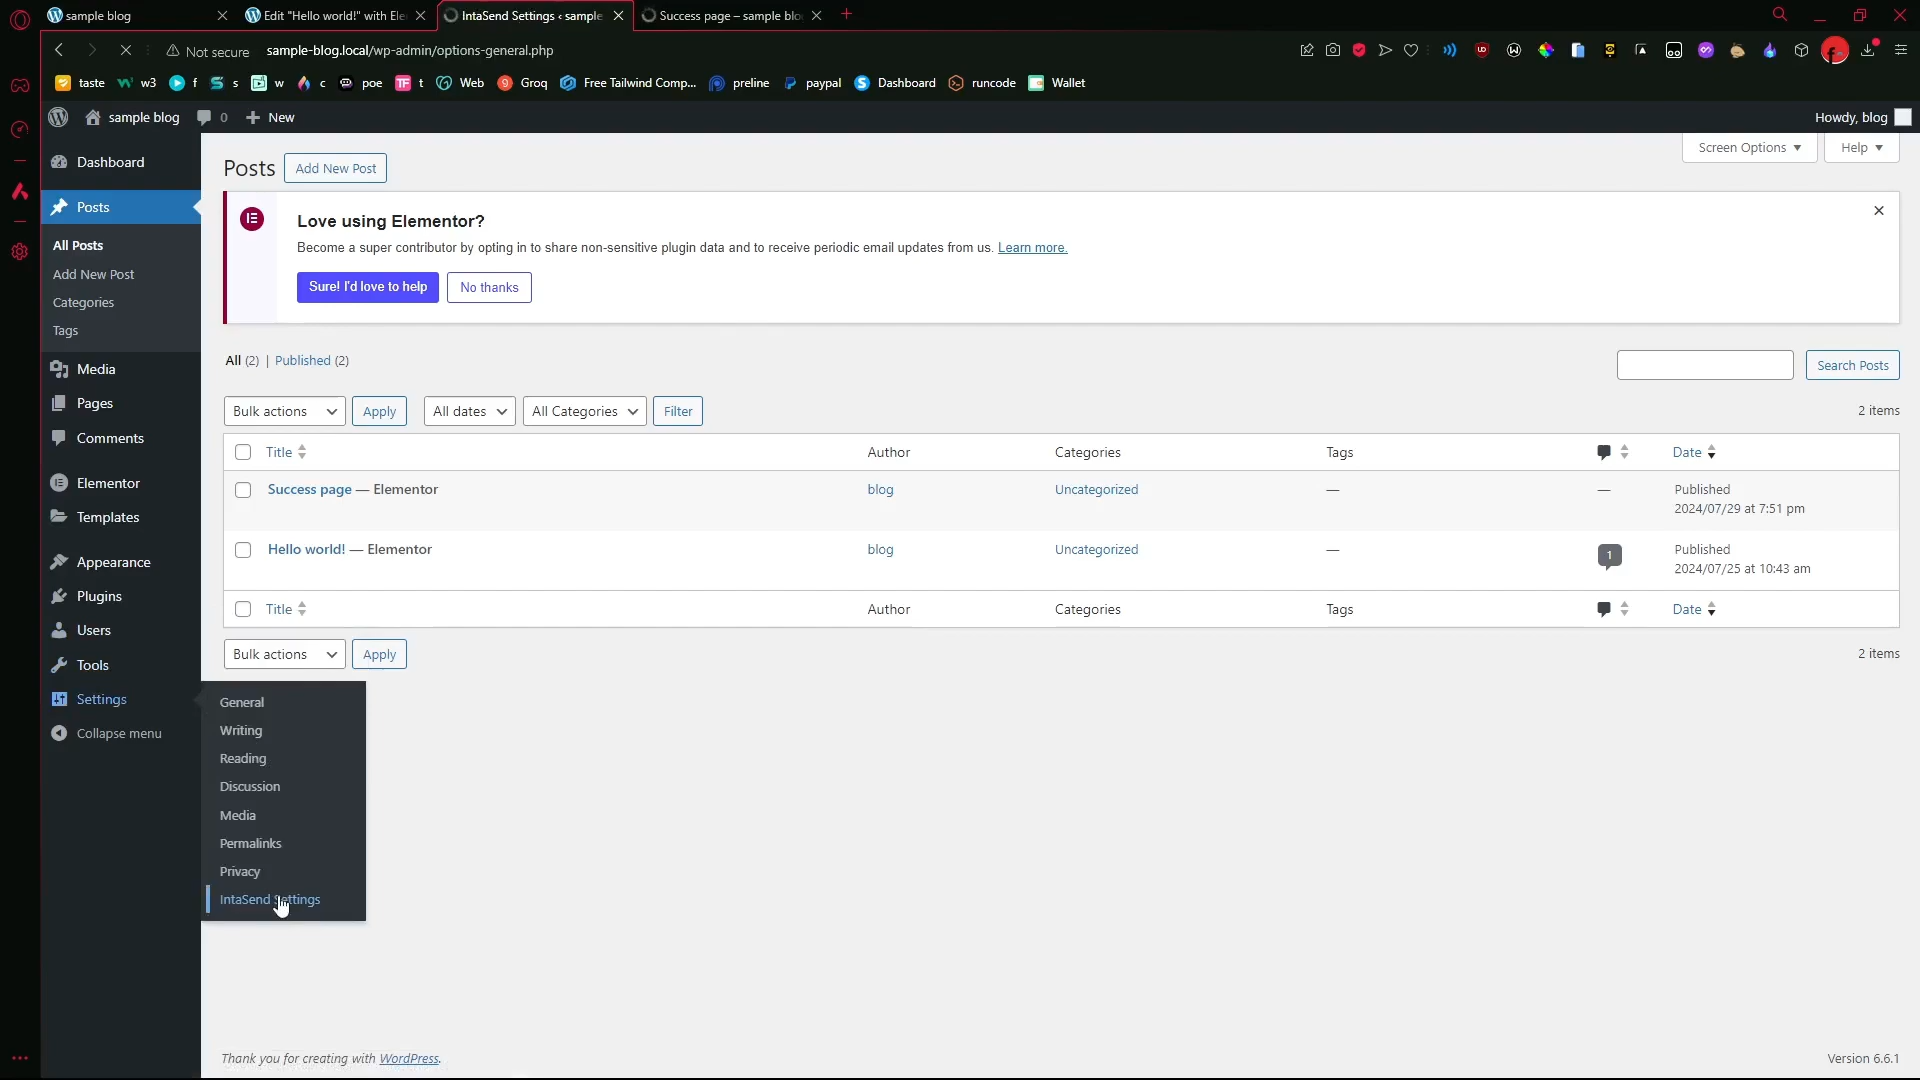 sample blog
Edit "Hello world!" with Ele
IntaSend Settings ‹ sample
Success page – sample blo
Not secure
sample-blog.local/wp-admin/options-general.php
taste
w3
f
s
w
c
poe
t
Web
Groq
Free Tailwind Comp...
preline
paypal
Dashboard
runcode
Wallet
sample blog
0
New
Howdy, blog
Dashboard
Posts
All Posts
Add New Post
Categories
Tags
Media
Pages
Comments
Elementor
Templates
Appearance
Plugins
Users
Tools
Settings
Collapse menu
General
Writing
Reading
Discussion
Media
Permalinks
Privacy
IntaSend Settings
Posts
Add New Post
Screen Options
Help
Love using Elementor?
Become a super contributor by opting in to share non-sensitive plugin data and to receive periodic email updates from us. Learn more.
Sure! I'd love to help
No thanks
All (2) | Published (2)
Search Posts
Bulk actions
Apply
All dates
All Categories
Filter
2 items
Title
Author
Categories
Tags
Date
Success page — Elementor
blog
Uncategorized
—
—
Published
2024/07/29 at 7:51 pm
Hello world! — Elementor
blog
Uncategorized
—
1
Published
2024/07/25 at 10:43 am
Title
Author
Categories
Tags
Date
Bulk actions
Apply
2 items
Thank you for creating with WordPress.
Version 6.6.1